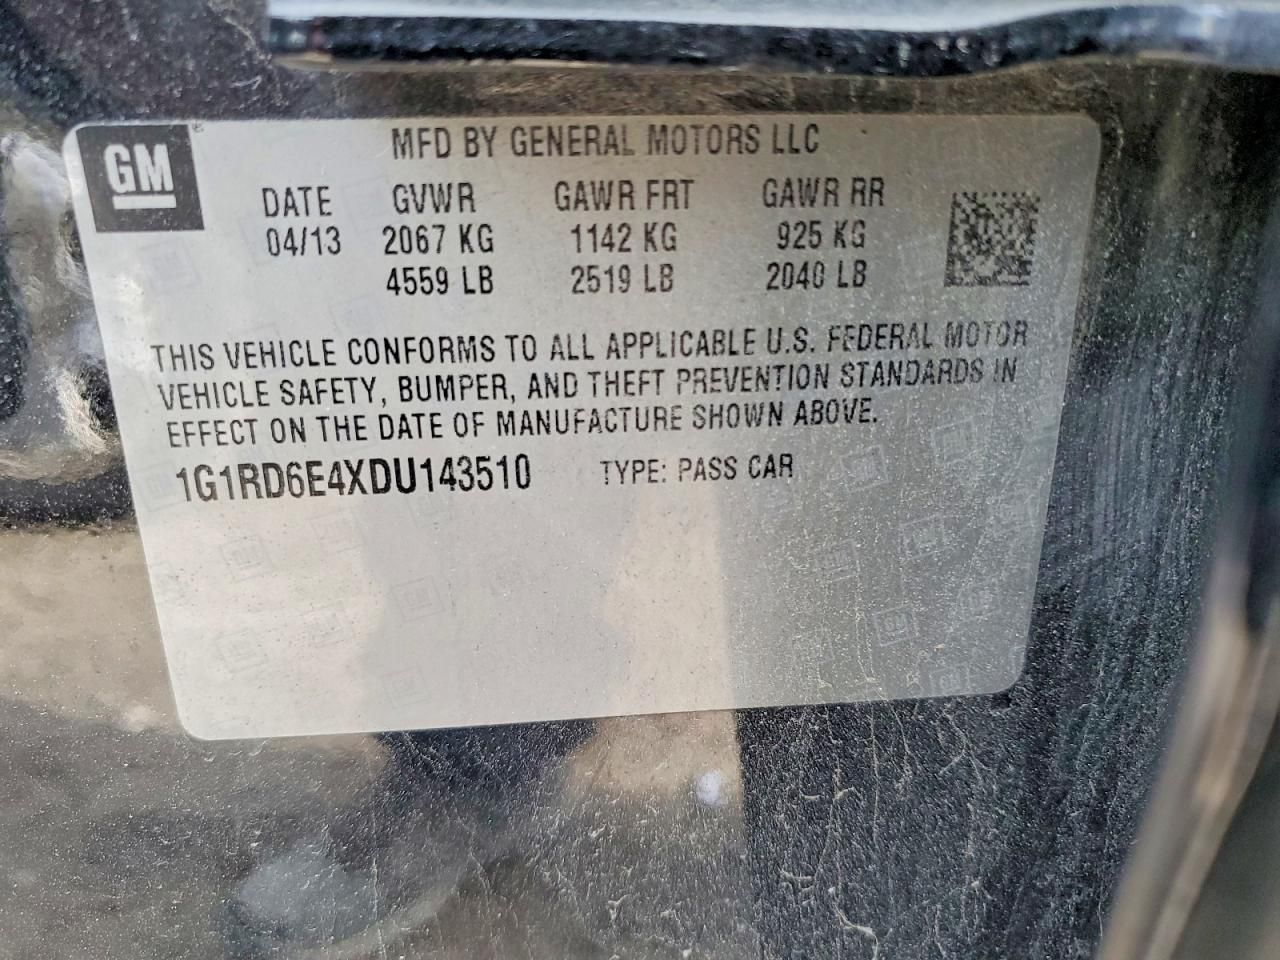 GM
MFD BY GENERAL MOTORS LLC
DATE GVWR GAWR FRT GAWR RR
04/13 2067 KG 1142 KG 925 KG
4559 LB 2519 LB 2040 LB
THIS VEHICLE CONFORMS TO ALL APPLICABLE U.S. FEDERAL MOTOR
VEHICLE SAFETY, BUMPER, AND THEFT PREVENTION STANDARDS IN
EFFECT ON THE DATE OF MANUFACTURE SHOWN ABOVE.
1G1RD6E4XDU143510 TYPE: PASS CAR